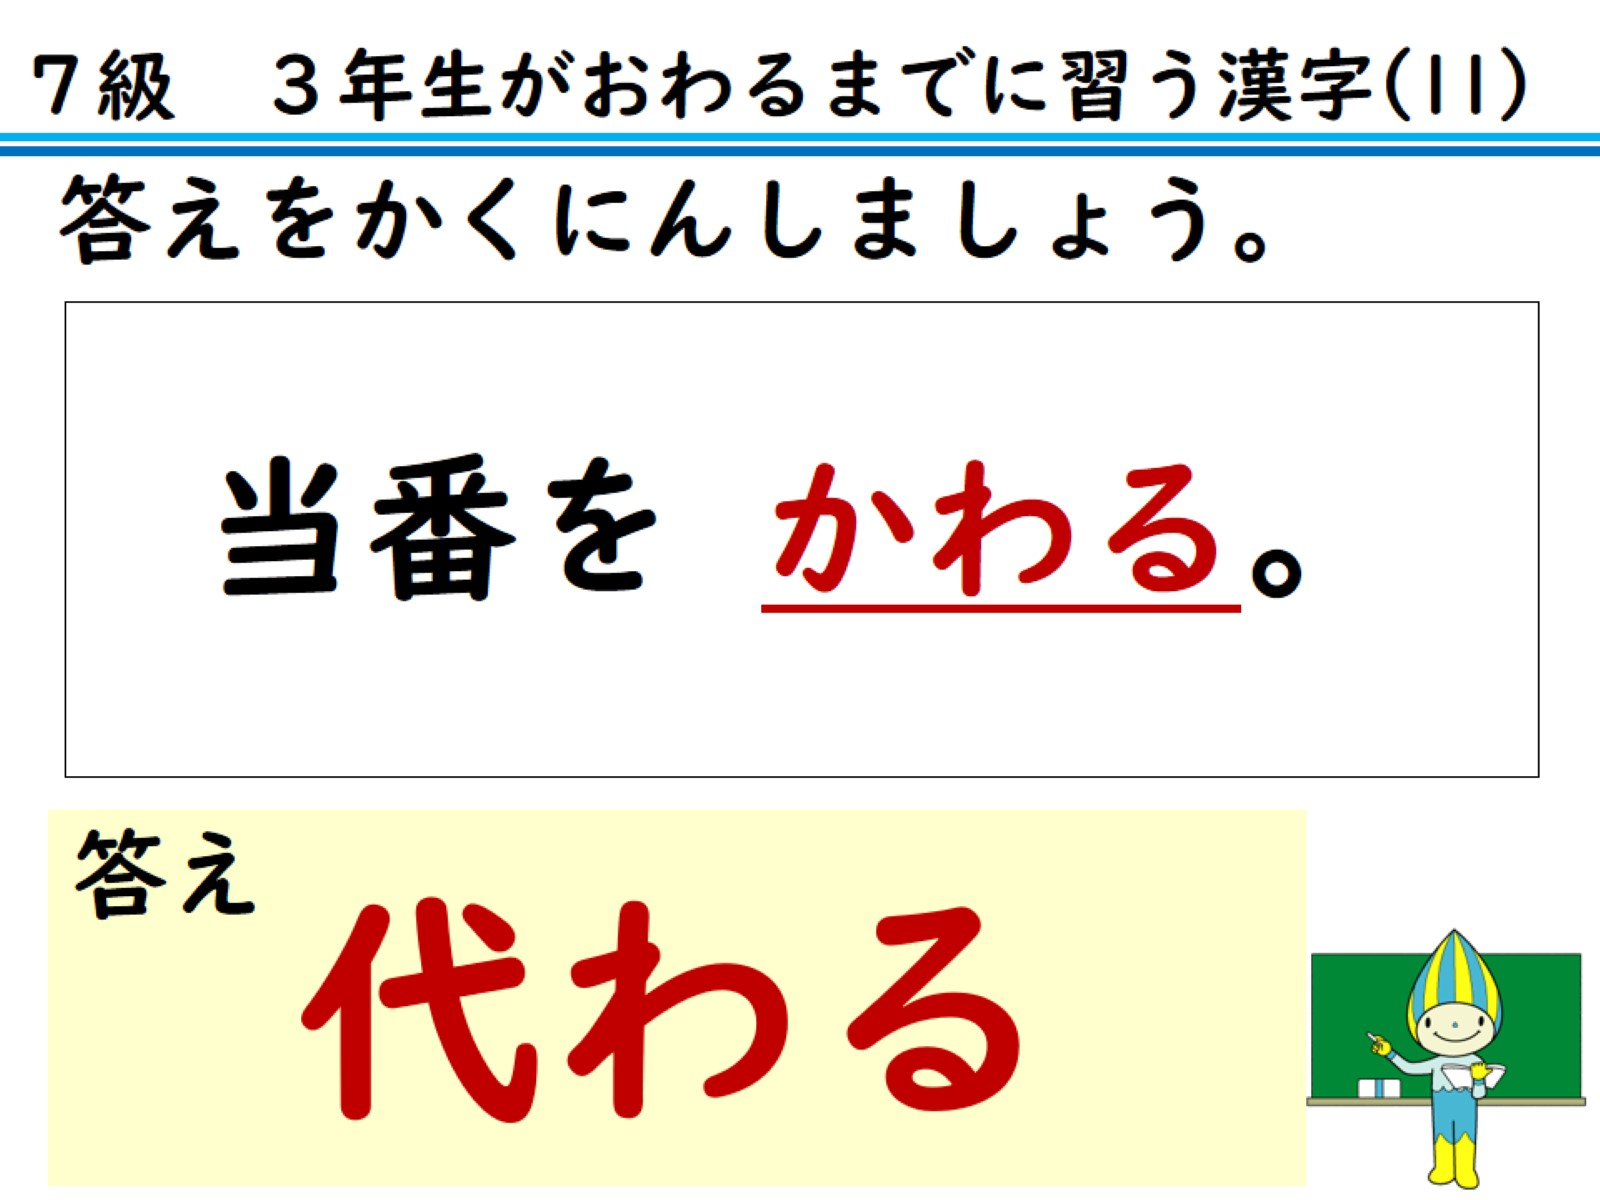 ７級　３年生がおわるまでに習う漢字(11)
答えをかくにんしましょう。
当番を かわる。
答え
代わる